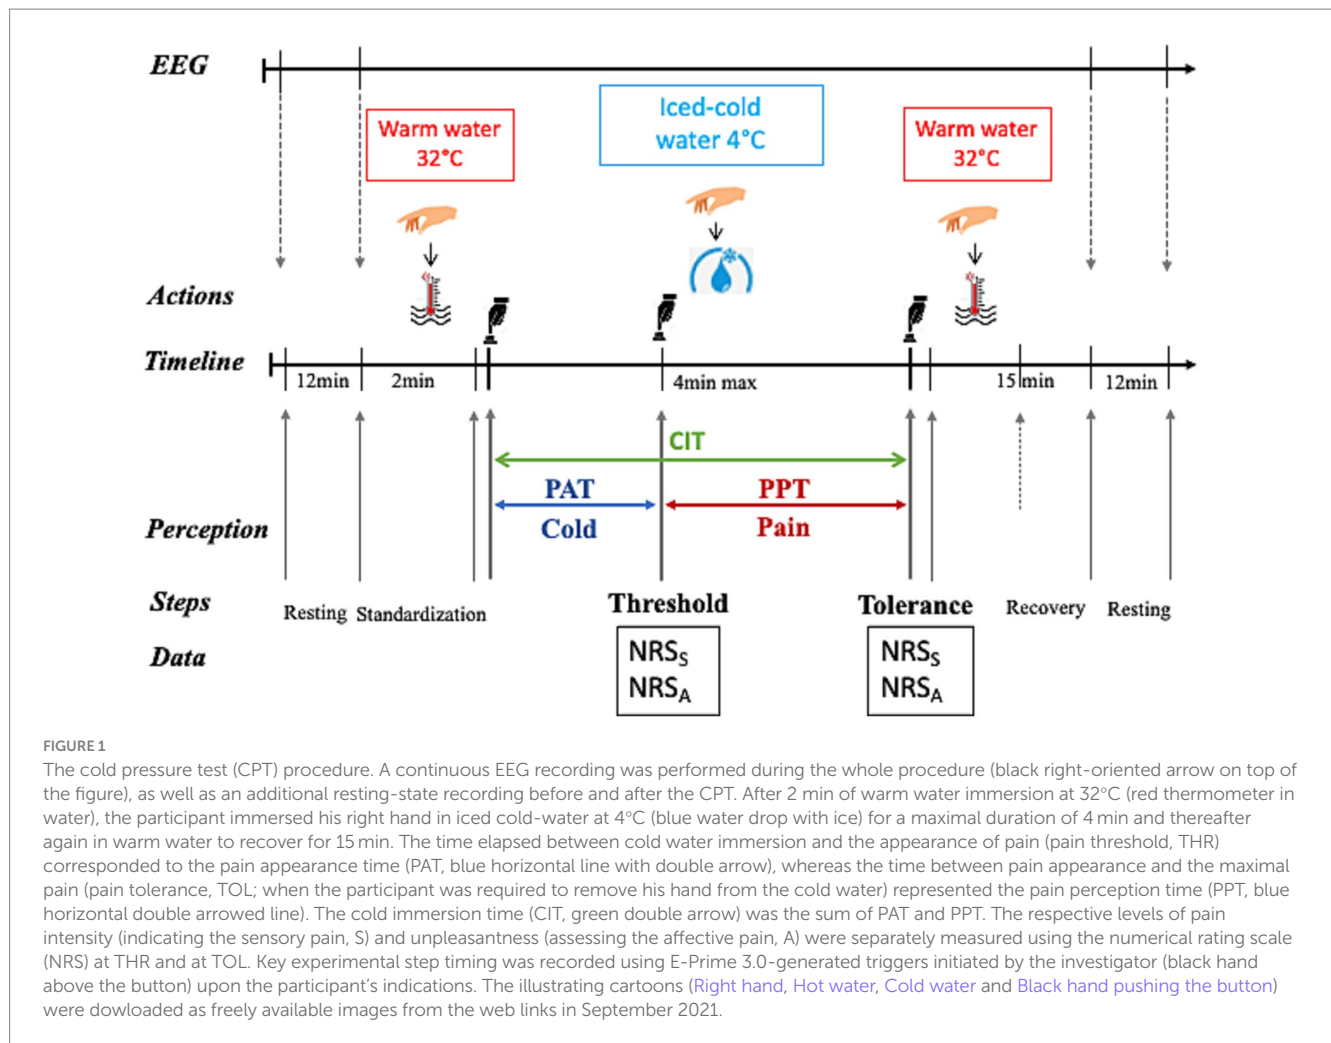 EEG
Warm water
32°C
Iced-cold
water 4°C
Warm water
32°C
Actions
Timeline
12min
2min
4min max
15 min
12min
CIT
PAT
PPT
Cold
Pain
Perception
Steps
Resting
Standardization
Threshold
Tolerance
Recovery
Resting
Data
NRSS
NRSA
NRSS
NRSA
FIGURE 1
The cold pressure test (CPT) procedure. A continuous EEG recording was performed during the whole procedure (black right-oriented arrow on top of
the figure), as well as an additional resting-state recording before and after the CPT. After 2 min of warm water immersion at 32°C (red thermometer in
water), the participant immersed his right hand in iced cold-water at 4°C (blue water drop with ice) for a maximal duration of 4 min and thereafter
again in warm water to recover for 15 min. The time elapsed between cold water immersion and the appearance of pain (pain threshold, THR)
corresponded to the pain appearance time (PAT, blue horizontal line with double arrow), whereas the time between pain appearance and the maximal
pain (pain tolerance, TOL; when the participant was required to remove his hand from the cold water) represented the pain perception time (PPT, blue
horizontal double arrowed line). The cold immersion time (CIT, green double arrow) was the sum of PAT and PPT. The respective levels of pain
intensity (indicating the sensory pain, S) and unpleasantness (assessing the affective pain, A) were separately measured using the numerical rating scale
(NRS) at THR and at TOL. Key experimental step timing was recorded using E-Prime 3.0-generated triggers initiated by the investigator (black hand
above the button) upon the participant's indications. The illustrating cartoons (Right hand, Hot water, Cold water and Black hand pushing the button)
were dowloaded as freely available images from the web links in September 2021.